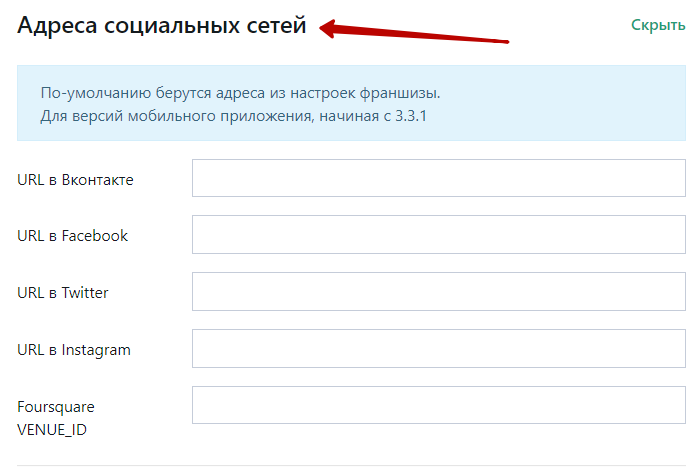 Адреса социальных сетей
Скрыть
По-умолчанию берутся адреса из настроек франшизы.
Для версий мобильного приложения, начиная с 3.3.1
URL в Вконтакте
URL в Facebook
URL в Twitter
URL в Instagram
Foursquare
VENUE_ID